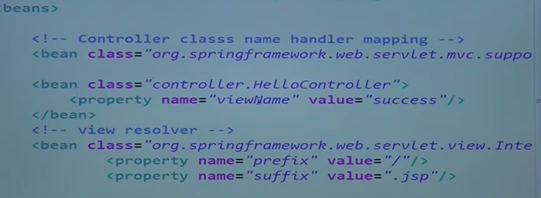 beans>
<!-- Controller classs name handler mapping -->
<bean class="org.springframework.web.servlet.mvc.suppo
<bean class="controller.HelloController">
<property name="viewName" value="success"/>
</bean>
<!-- view resolver -->
<bean class="org.springframework.web.servlet.view.Inte
<property name="prefix" value="/"/>
<property name="suffix" value=".jsp"/>